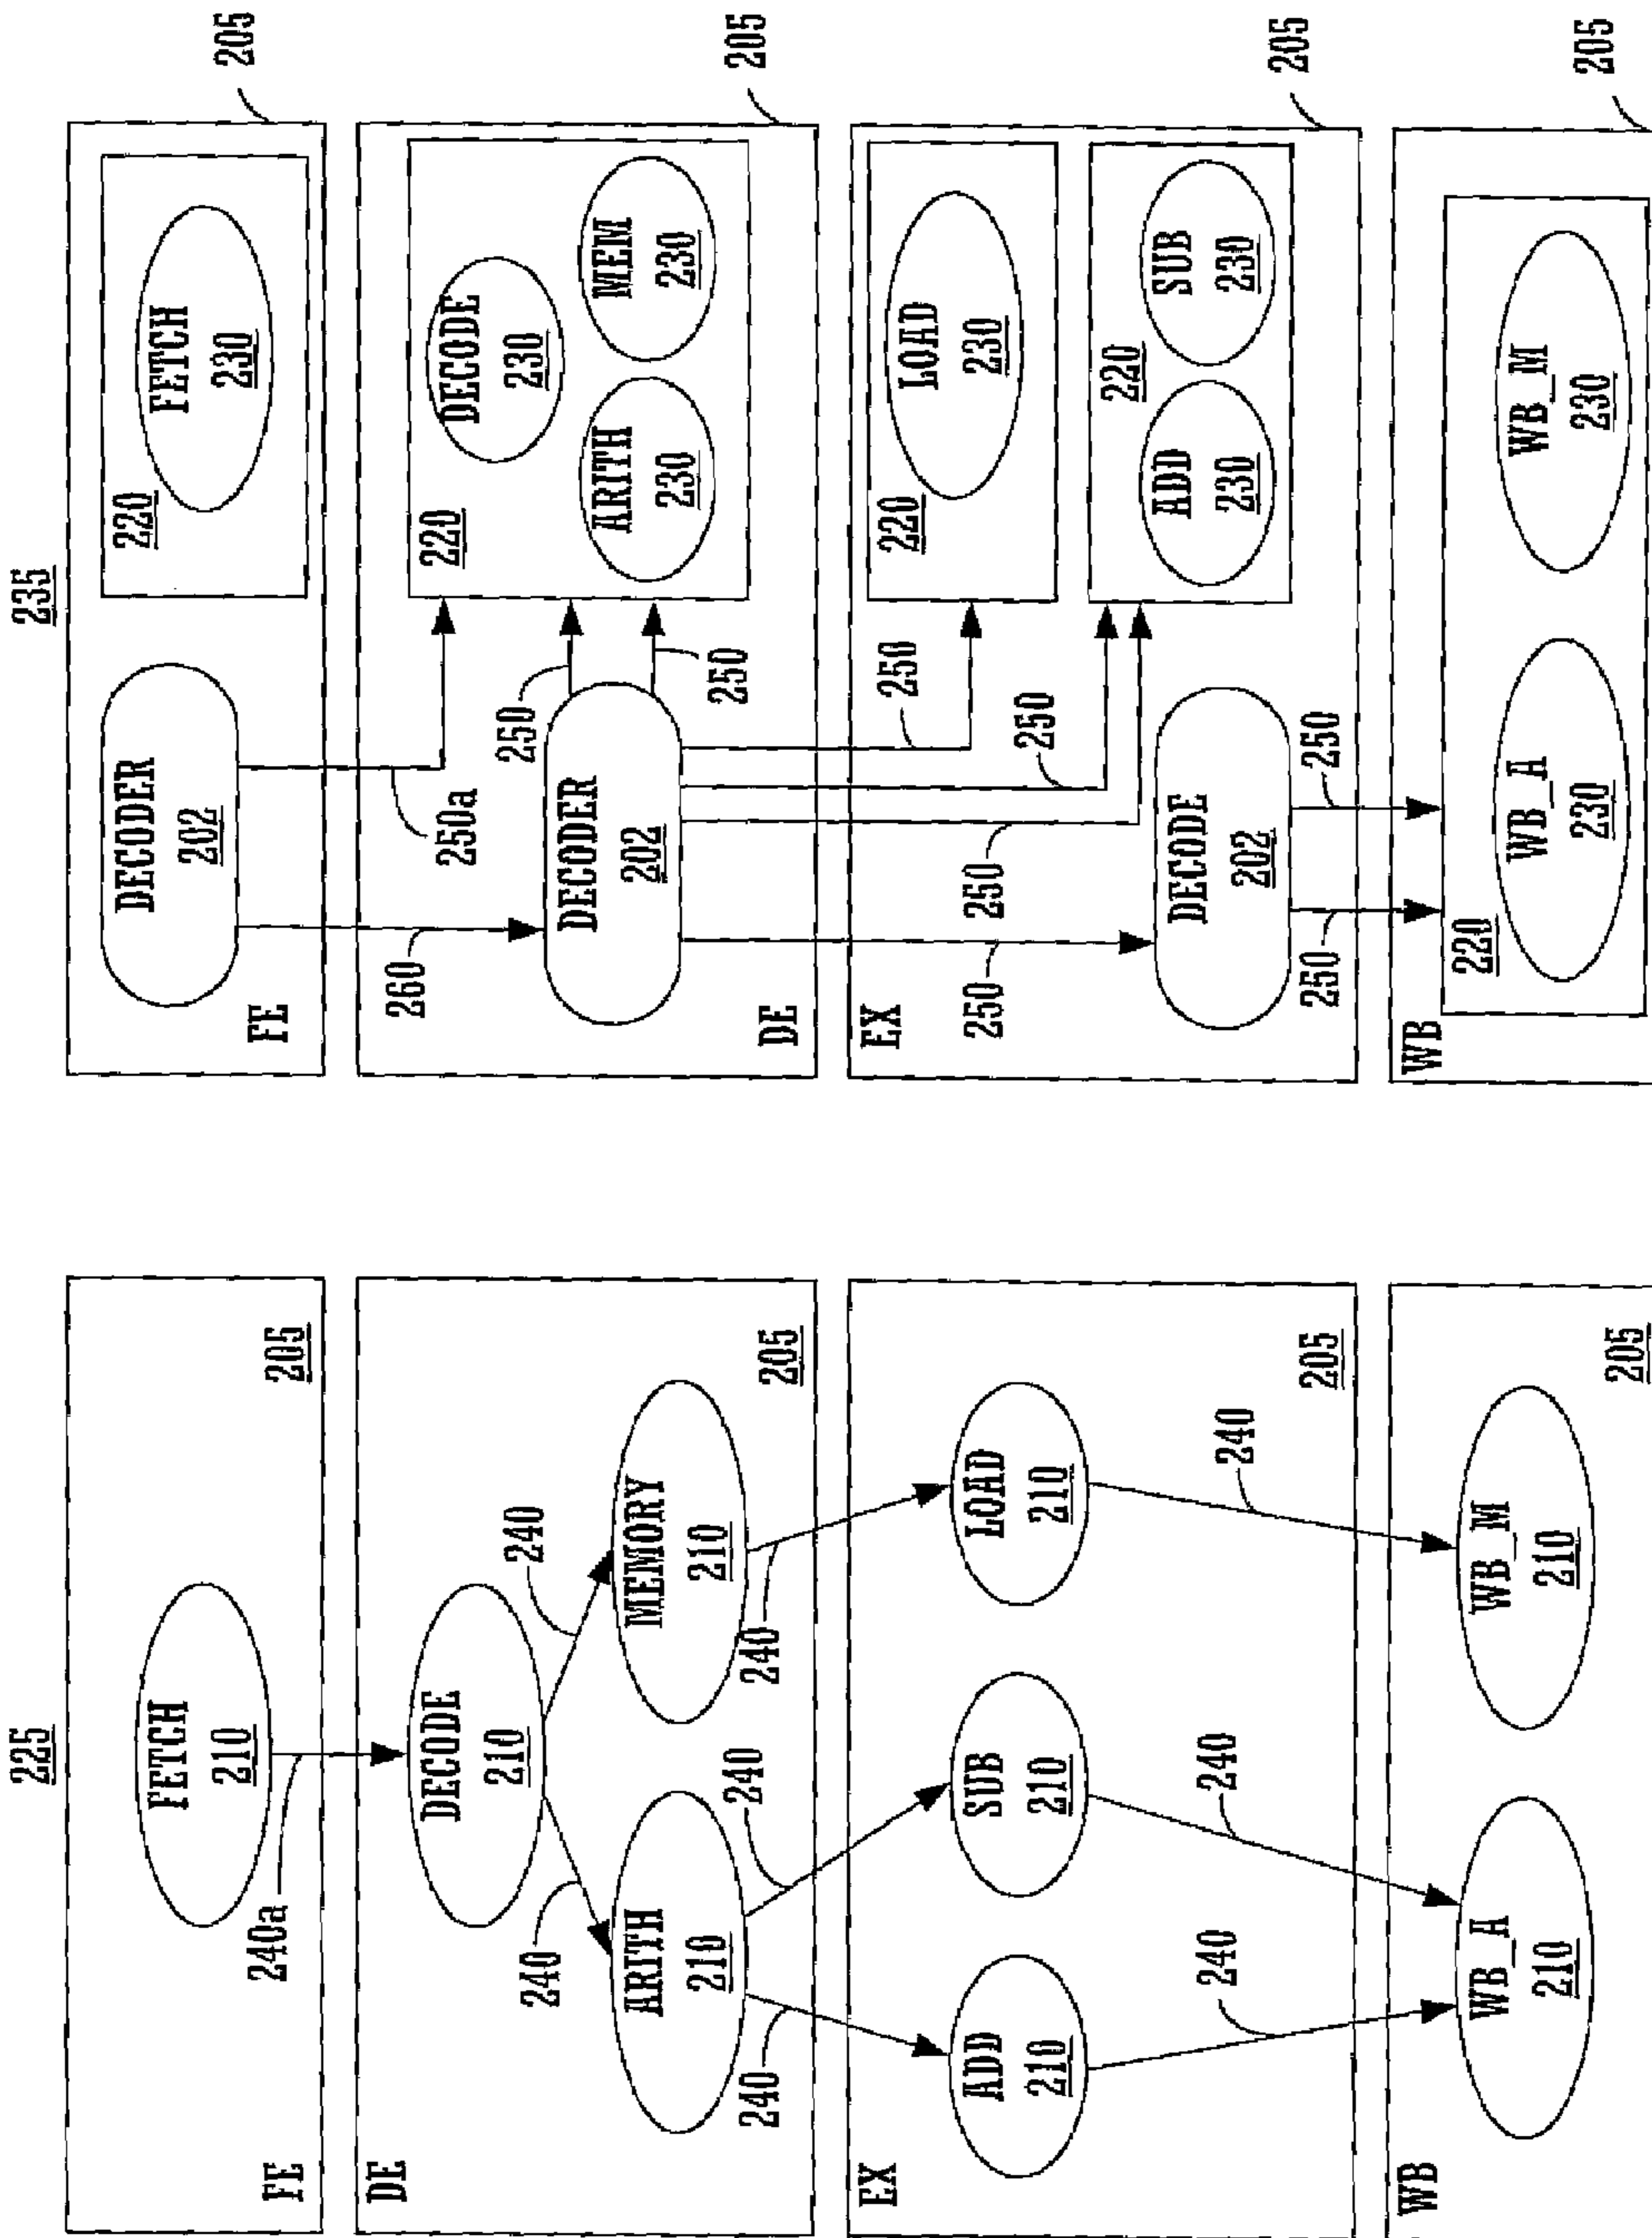 225
FETCH
210
205
FE
240a
DE
DECODE
210
240
240
ARITH
210
MEMORY
210
205
240
240
240
EX
ADD
210
SUB
210
LOAD
210
205
240
240
240
WB
WB_A
210
WB_M
210
205
235
DECODER
202
220
FETCH
230
FE
205
260
250a
DECODER
202
250
250
220
DECODE
230
ARITH
230
MEM
230
DE
205
EX
250
250
250
250
220
LOAD
230
DECODE
202
220
ADD
230
SUB
230
205
250
250
WB
220
WB_A
230
WB_M
230
205